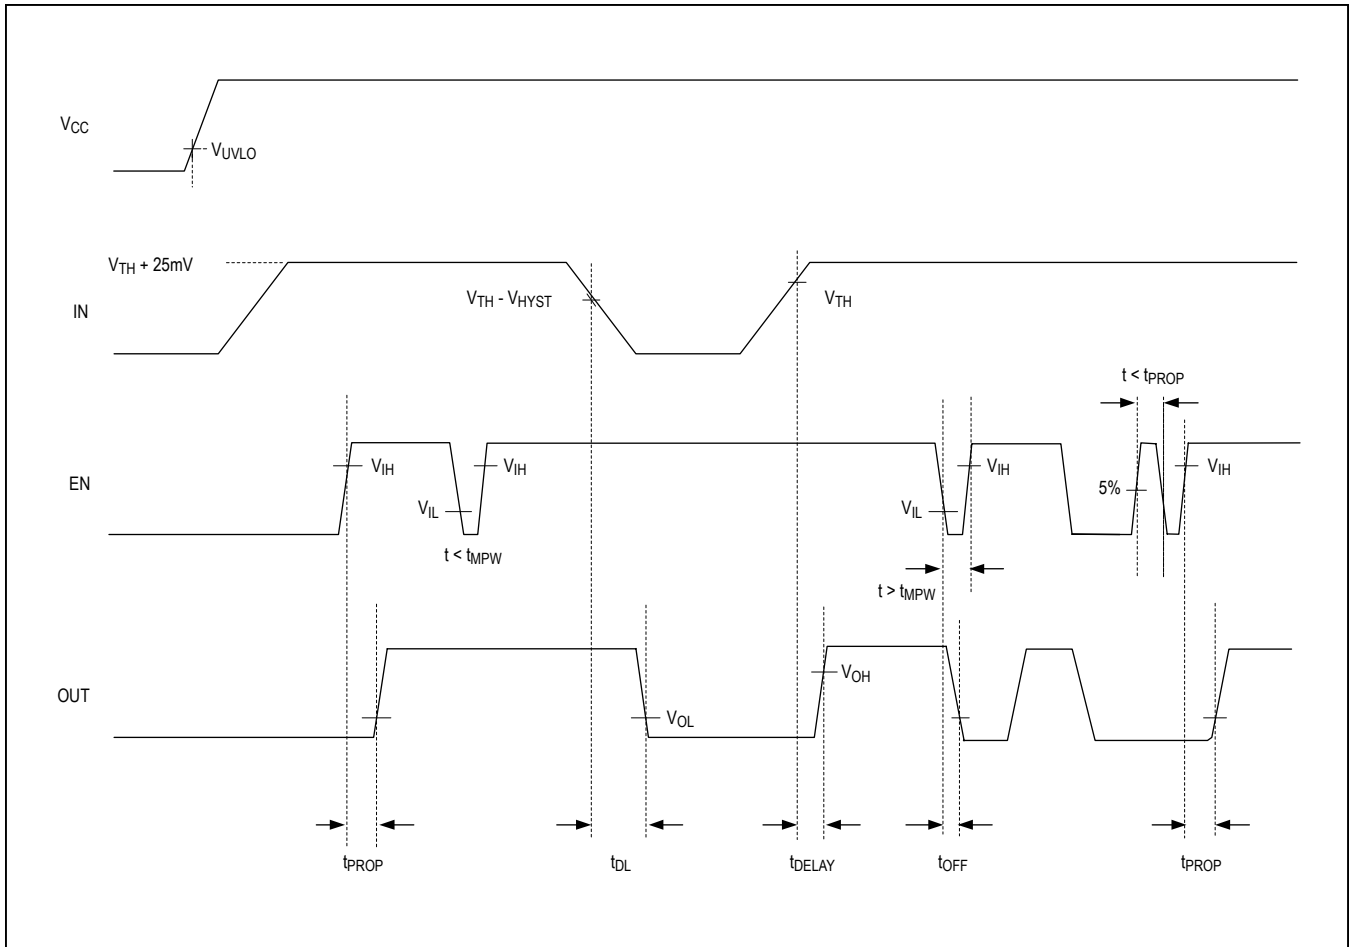 VCC
VUVLO
VTH + 25mV
IN
VTH - VHYST
VTH
t < tPROP
EN
VIH
VIH
VIH
VIH
VIL
VIL
5%
t < tMPW
t > tMPW
OUT
VOL
VOH
tPROP
tDL
tDELAY
tOFF
tPROP